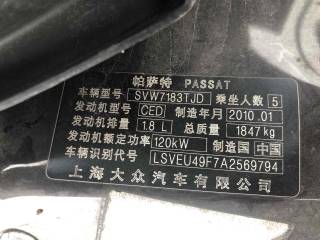 帕萨特 PASSAT
车辆型号 SVW7183TJD 乘坐人数 5
发动机型号 CED 制造年月 2010.01
发动机排量 1.8 L 总质量 1847 kg
发动机额定功率 120kW 制造国 中国
车辆识别代号 LSVEU49F7A2569794
上海大众汽车有限公司